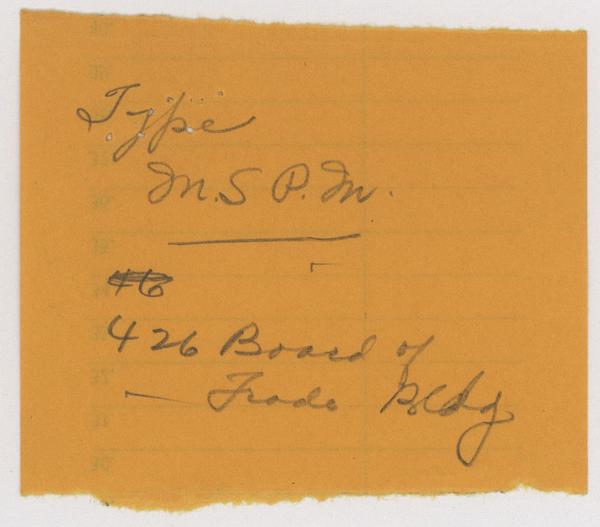 Type
M.S P.M.
46
426 Board of
Trade Bldg